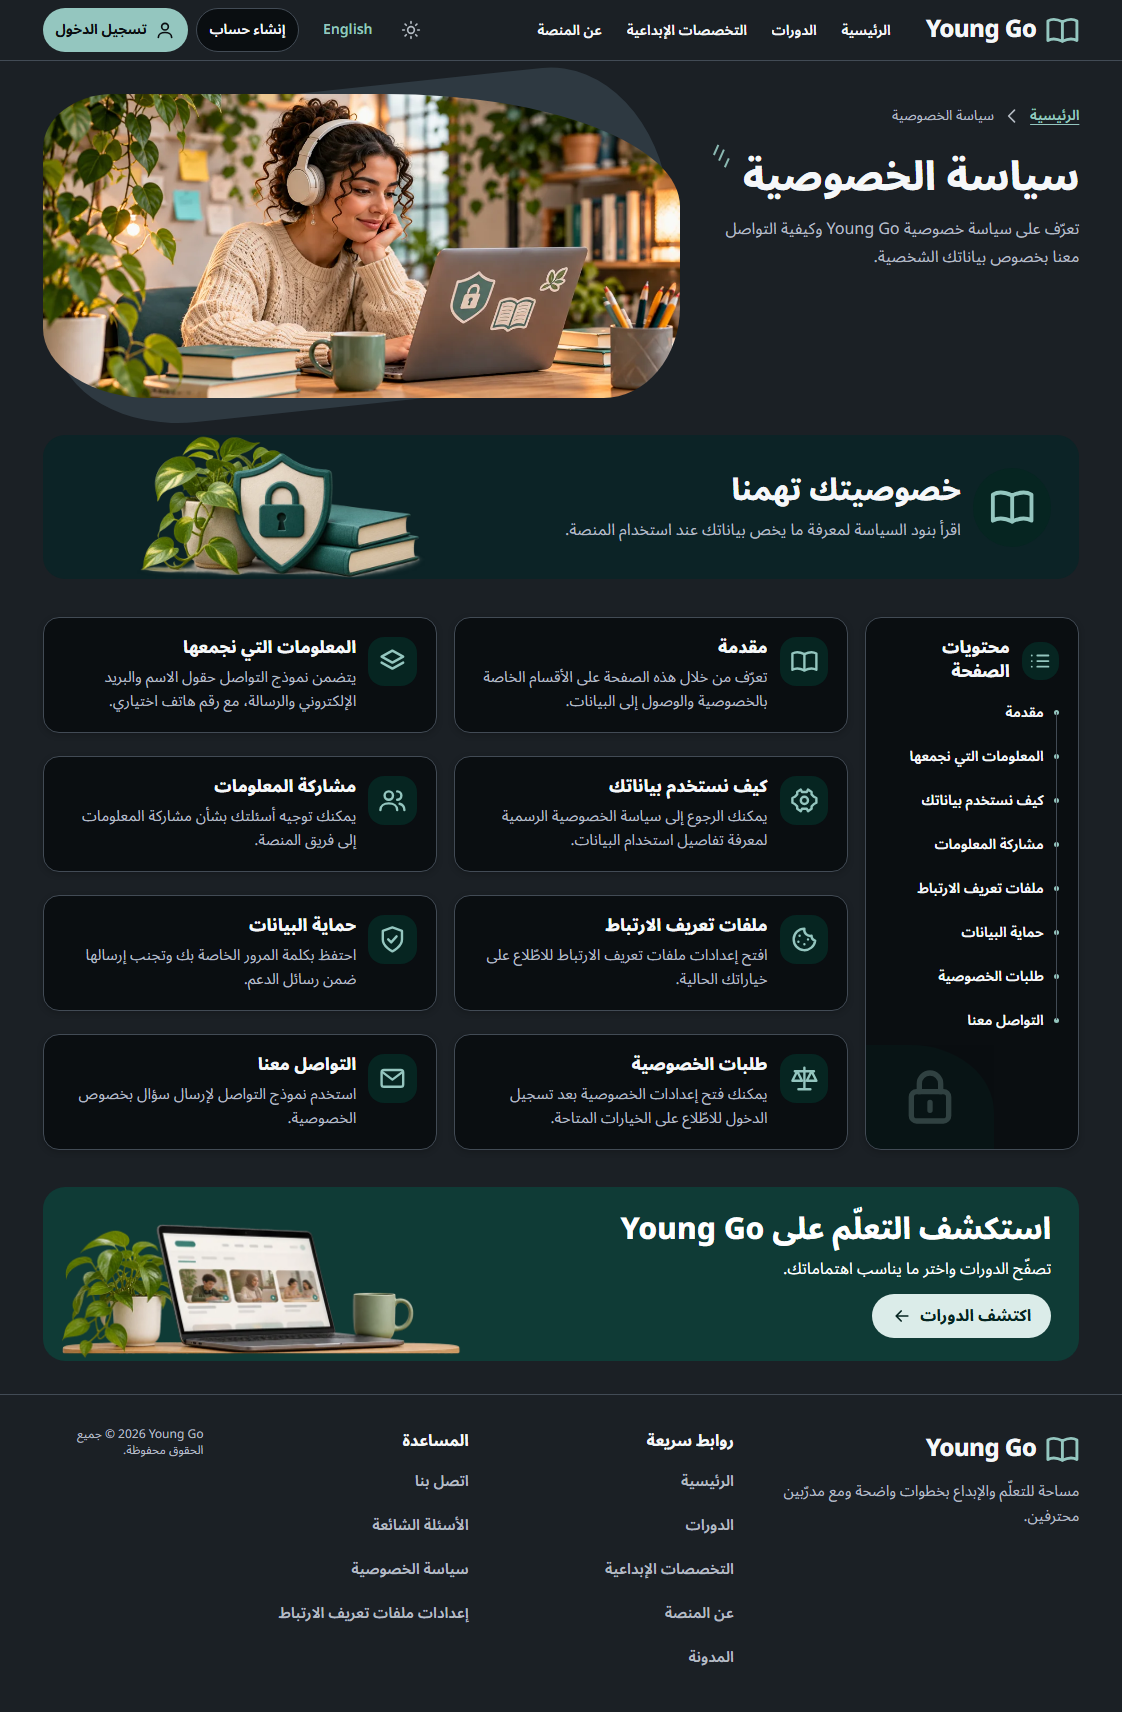 Young Go
الرئيسية
الدورات
التخصصات الإبداعية
عن المنصة
English
إنشاء حساب
تسجيل الدخول
الرئيسية
سياسة الخصوصية
سياسة الخصوصية
تعرّف على سياسة خصوصية Young Go وكيفية التواصل
معنا بخصوص بياناتك الشخصية.
خصوصيتك تهمنا
اقرأ بنود السياسة لمعرفة ما يخص بياناتك عند استخدام المنصة.
محتويات
الصفحة
مقدمة
المعلومات التي نجمعها
كيف نستخدم بياناتك
مشاركة المعلومات
ملفات تعريف الارتباط
حماية البيانات
طلبات الخصوصية
التواصل معنا
مقدمة
تعرّف من خلال هذه الصفحة على الأقسام الخاصة
بالخصوصية والوصول إلى البيانات.
المعلومات التي نجمعها
يتضمن نموذج التواصل حقول الاسم والبريد
الإلكتروني والرسالة، مع رقم هاتف اختياري.
كيف نستخدم بياناتك
يمكنك الرجوع إلى سياسة الخصوصية الرسمية
لمعرفة تفاصيل استخدام البيانات.
مشاركة المعلومات
يمكنك توجيه أسئلتك بشأن مشاركة المعلومات
إلى فريق المنصة.
ملفات تعريف الارتباط
افتح إعدادات ملفات تعريف الارتباط للاطّلاع على
خياراتك الحالية.
حماية البيانات
احتفظ بكلمة المرور الخاصة بك وتجنب إرسالها
ضمن رسائل الدعم.
طلبات الخصوصية
يمكنك فتح إعدادات الخصوصية بعد تسجيل
الدخول للاطّلاع على الخيارات المتاحة.
التواصل معنا
استخدم نموذج التواصل لإرسال سؤال بخصوص
الخصوصية.
استكشف التعلّم على Young Go
تصفّح الدورات واختر ما يناسب اهتماماتك.
اكتشف الدورات
Young Go
مساحة للتعلّم والإبداع بخطوات واضحة ومع مدرّبين
محترفين.
روابط سريعة
الرئيسية
الدورات
التخصصات الإبداعية
عن المنصة
المدونة
المساعدة
اتصل بنا
الأسئلة الشائعة
سياسة الخصوصية
إعدادات ملفات تعريف الارتباط
Young Go 2026 © جميع
الحقوق محفوظة.